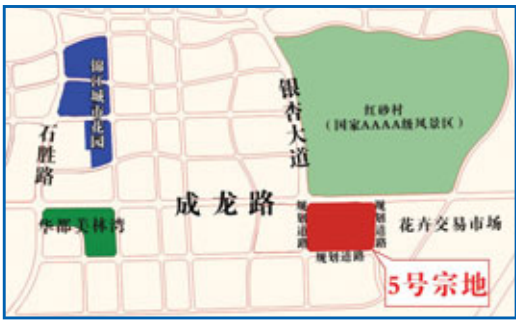 锦江城市花园
石胜路
银杏大道
红砂村
(国家AAAA级风景区)
成龙路
华都美林湾
规划道路
规划道路
规划道路
花卉交易市场
5号宗地